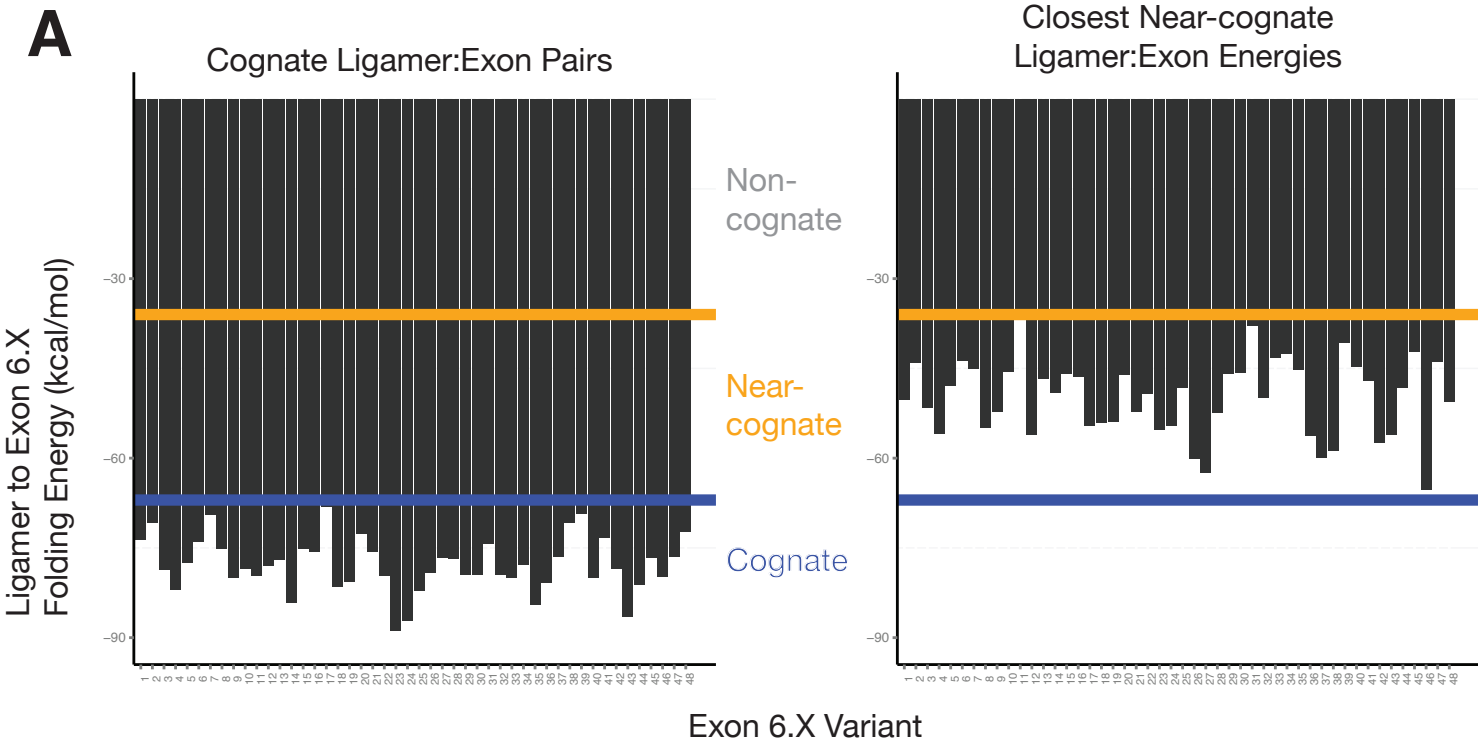 A
Cognate Ligamer:Exon Pairs
Closest Near-cognate
Ligamer:Exon Energies
Ligamer to Exon 6.X
Folding Energy (kcal/mol)
−30
−60
−90
Non-
cognate
Near-
cognate
Cognate
−30
−60
−90
1 2 3 4 5 6 7 8 9 10 11 12 13 14 15 16 17 18 19 20 21 22 23 24 25 26 27 28 29 30 31 32 33 34 35 36 37 38 39 40 41 42 43 44 45 46 47 48
1 2 3 4 5 6 7 8 9 10 11 12 13 14 15 16 17 18 19 20 21 22 23 24 25 26 27 28 29 30 31 32 33 34 35 36 37 38 39 40 41 42 43 44 45 46 47 48
Exon 6.X Variant